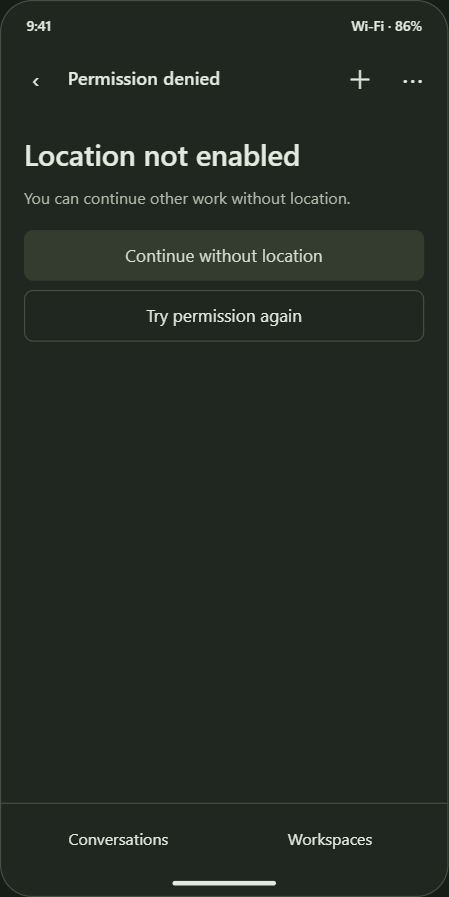 9:41 Wi-Fi · 86%
‹ Permission denied + ...
Location not enabled
You can continue other work without location.
Continue without location
Try permission again
Conversations Workspaces